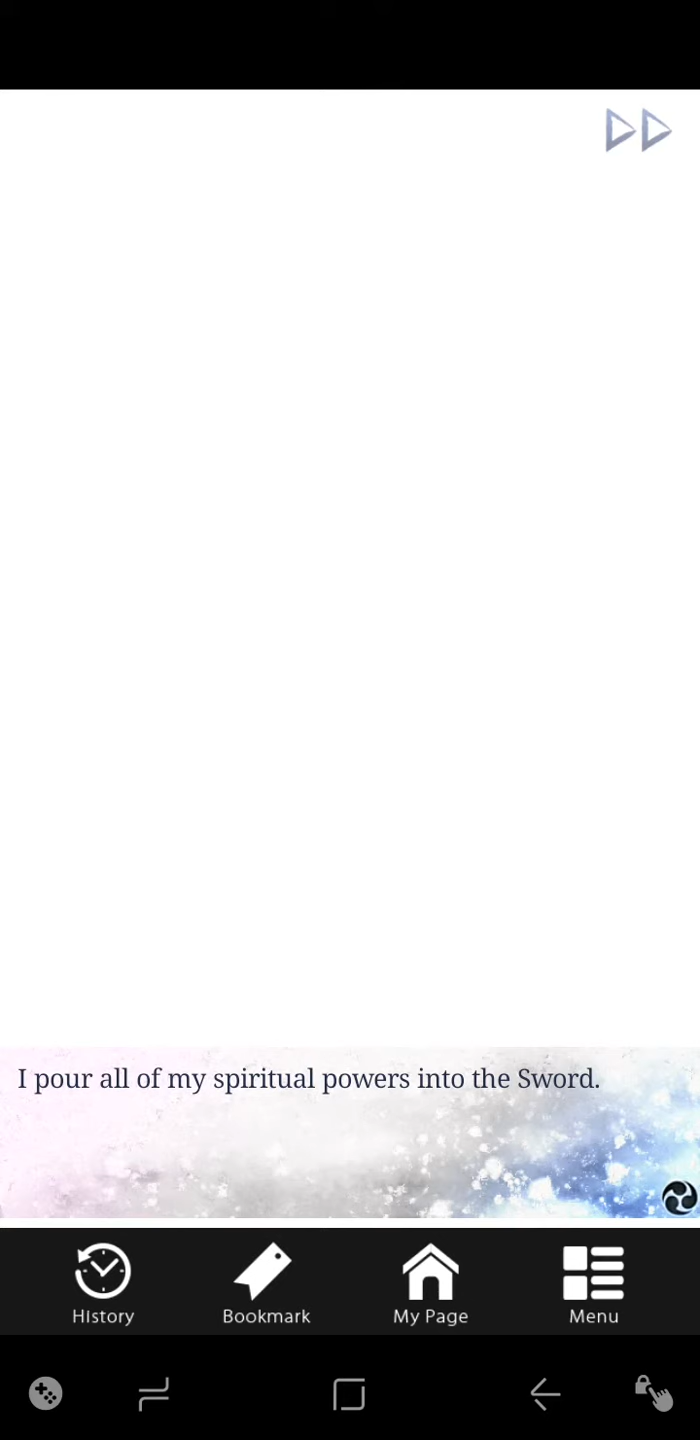 I pour all of my spiritual powers into the Sword.
History
Bookmark
My Page
Menu